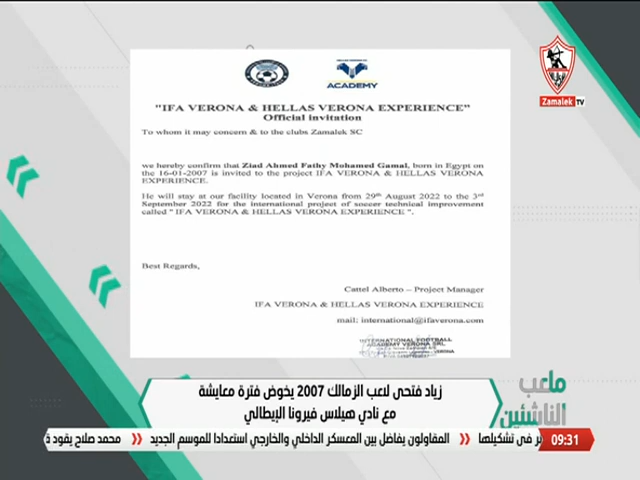 ACADEMY
Zamalek TV
"IFA VERONA & HELLAS VERONA EXPERIENCE"
Official invitation
To whom it may concern & to the clubs Zamalek SC
we hereby confirm that Ziad Ahmed Fathy Mohamed Gamal, born in Egypt on
the 16-01-2007 is invited to the project IFA VERONA & HELLAS VERONA
EXPERIENCE.
He will stay at our facility located in Verona from 29th August 2022 to the 3rd
September 2022 for the international project of soccer technical improvement
called " IFA VERONA & HELLAS VERONA EXPERIENCE ".
Best Regards,
Cattel Alberto – Project Manager
IFA VERONA & HELLAS VERONA EXPERIENCE
mail; international@ifaverona.com
INTERNATIONAL FOOTBALL
ACADEMY VERONA SRL
زياد فتحى لاعب الزمالك 2007 يخوض فترة معايشة
مع نادي هيلاس فيرونا الإيطالي
ملاعب
الناشئين
بر فى تشكيلها
المقاولون يفاضل بين المعسكر الداخلي والخارجي استعدادا للموسم الجديد
محمد صلاح يقود ة
09:31